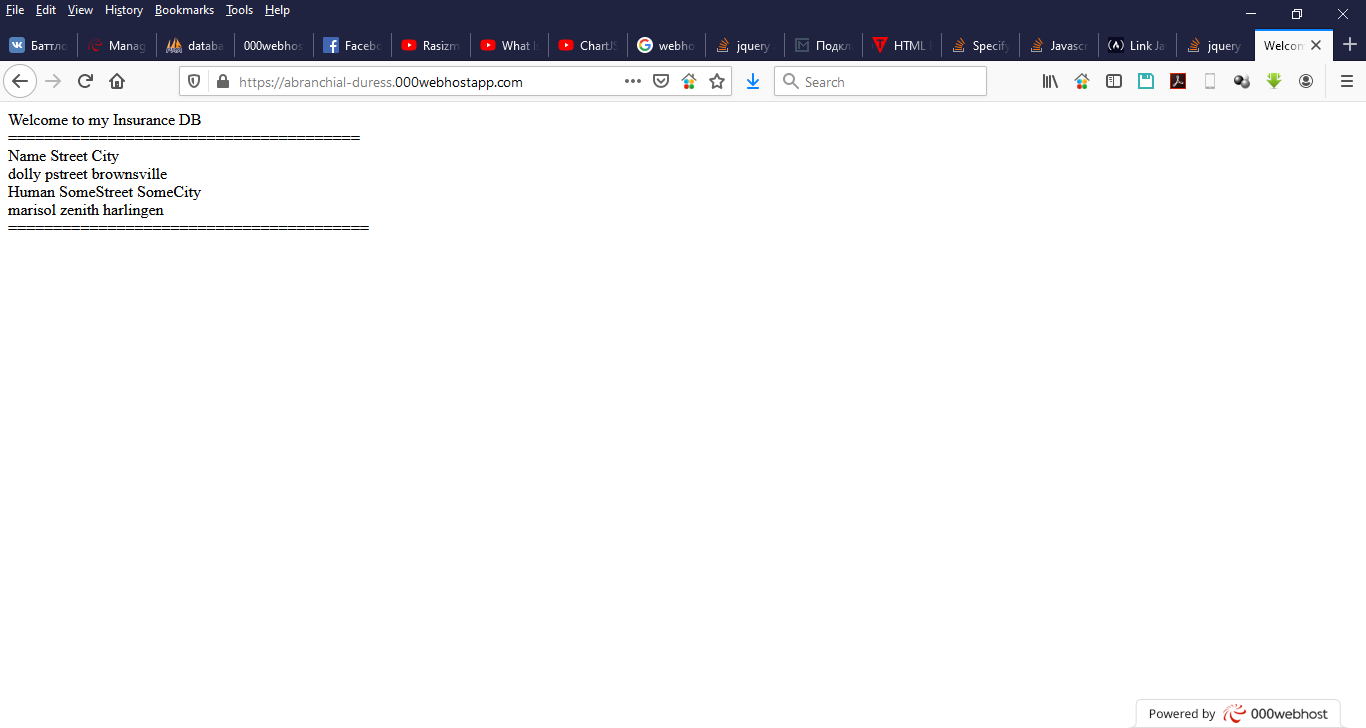 File Edit View History Bookmarks Tools Help
Баттло Manag databa 000webhos Facebo Rasizm What i ChartJS webho jquery Подкл HTML Specify Javascr Link Ja jquery Welcom
https://abranchial-duress.000webhostapp.com Search
Welcome to my Insurance DB
=======================================
Name Street City
dolly pstreet brownsville
Human SomeStreet SomeCity
marisol zenith harlingen
========================================
Powered by 000webhost